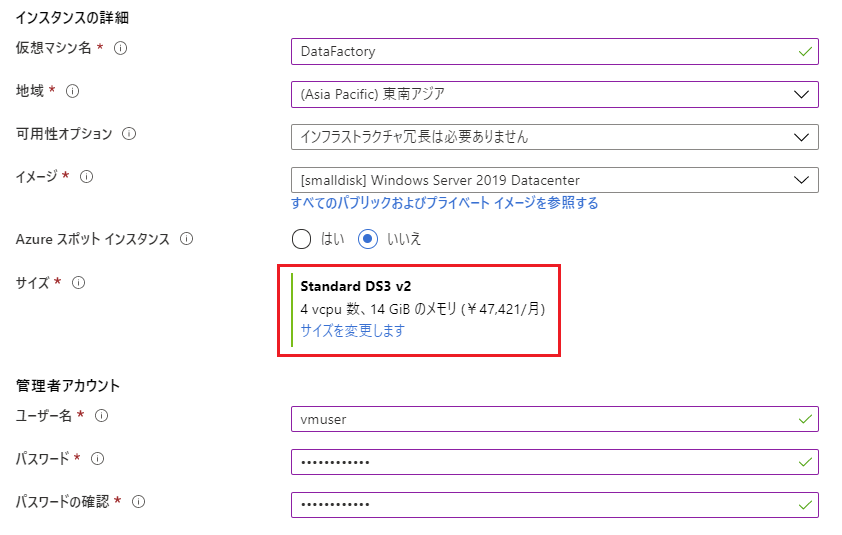 インスタンスの詳細
仮想マシン名 * DataFactory
地域 * (Asia Pacific) 東南アジア
可用性オプション インフラストラクチャ冗長は必要ありません
イメージ * [smalldisk] Windows Server 2019 Datacenter
すべてのパブリックおよびプライベート イメージを参照する
Azure スポット インスタンス はい いいえ
サイズ * Standard DS3 v2
4 vcpu 数、14 GiB のメモリ (¥47,421/月)
サイズを変更します
管理者アカウント
ユーザー名 * vmuser
パスワード * ••••••••••••
パスワードの確認 * ••••••••••••